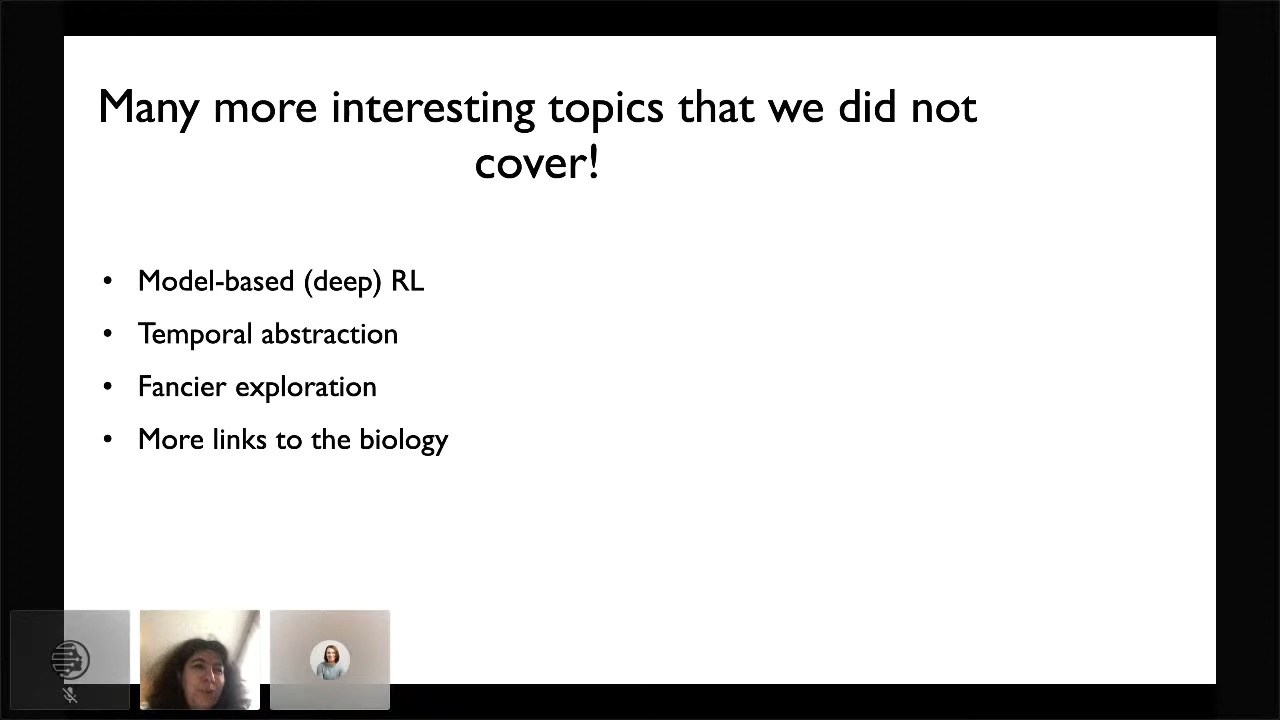 Many more interesting topics that we did not
cover!
• Model-based (deep) RL
• Temporal abstraction
• Fancier exploration
• More links to the biology